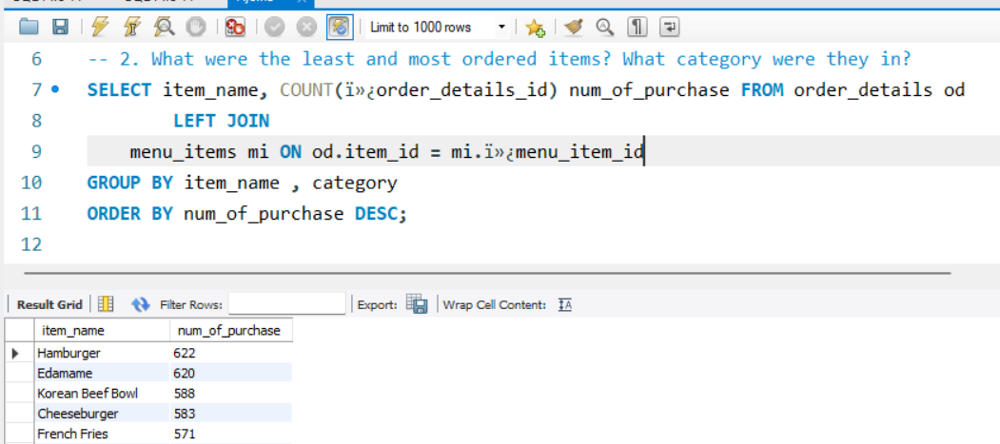 Limit to 1000 rows
6 -- 2. What were the least and most ordered items? What category were they in?
7 SELECT item_name, COUNT(ï»¿order_details_id) num_of_purchase FROM order_details od
8 LEFT JOIN
9 menu_items mi ON od.item_id = mi.ï»¿menu_item_id
10 GROUP BY item_name , category
11 ORDER BY num_of_purchase DESC;
12
Result Grid Filter Rows: Export: Wrap Cell Content: IA
item_name num_of_purchase
Hamburger 622
Edamame 620
Korean Beef Bowl 588
Cheeseburger 583
French Fries 571